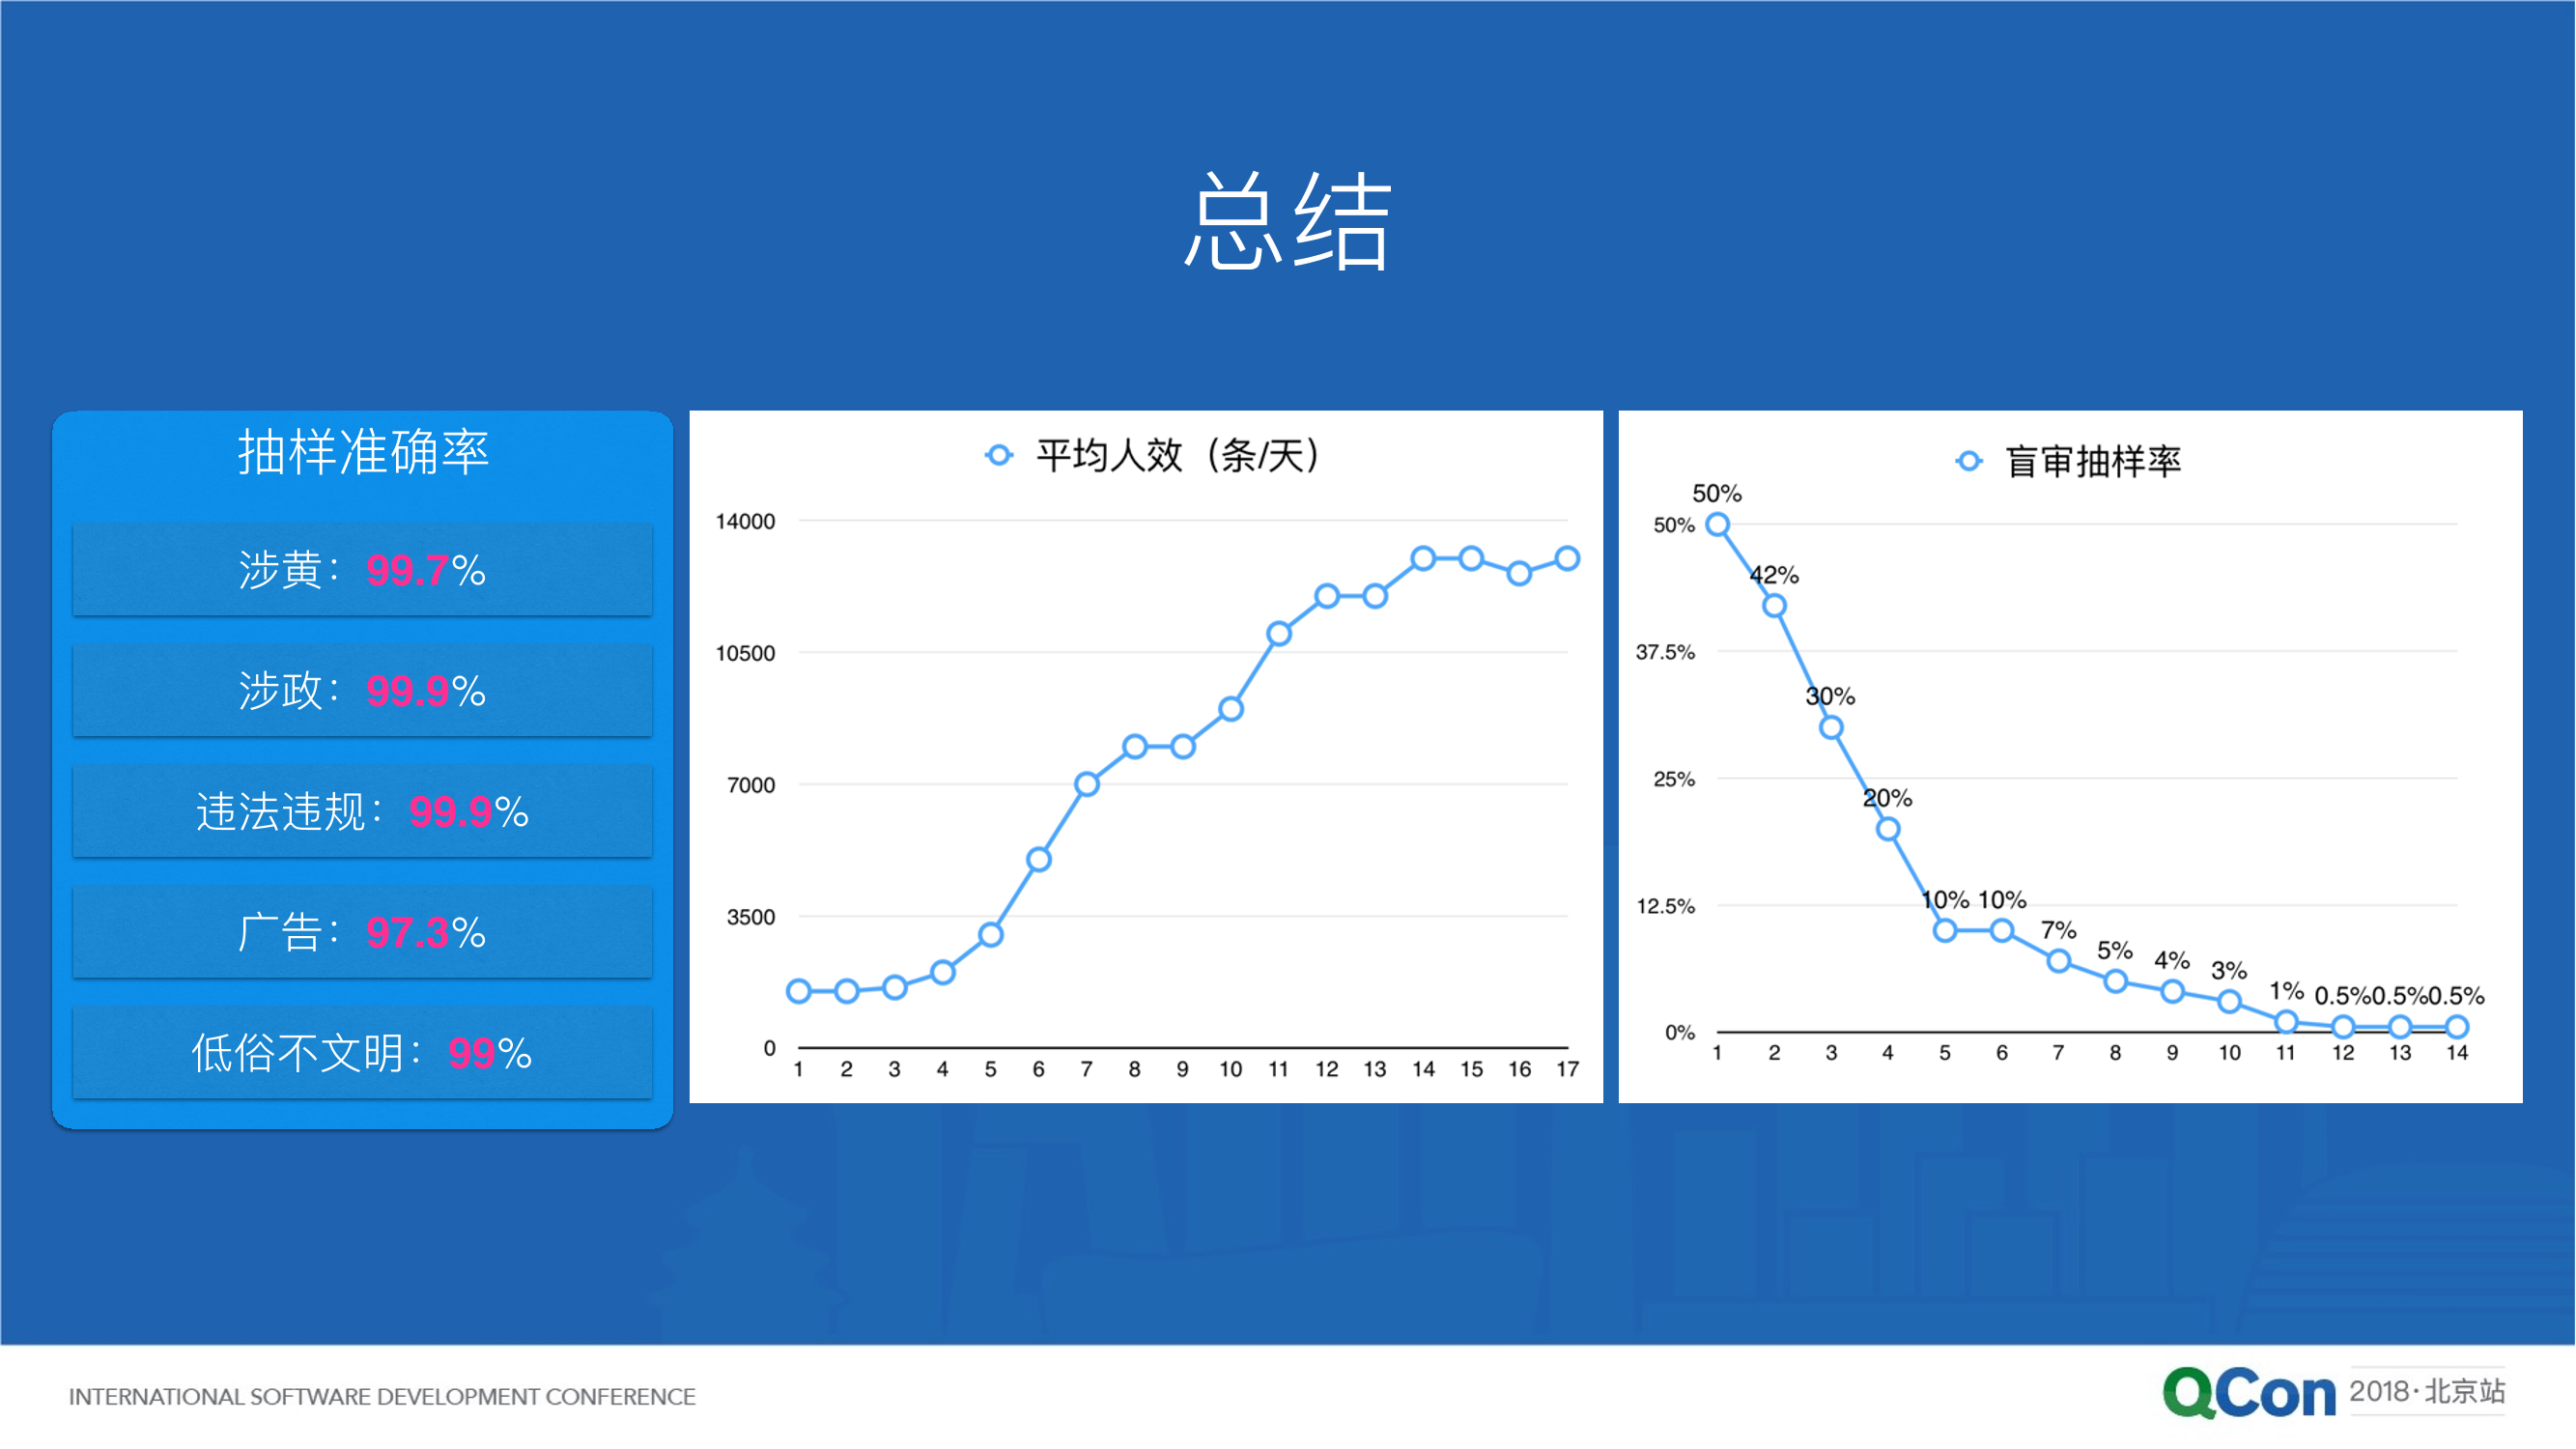 总结
抽样准确率
涉黄：99.7%
涉政：99.9%
违法违规：99.9%
广告：97.3%
低俗不文明：99%
平均人效（条/天）
14000
10500
7000
3500
0
1 2 3 4 5 6 7 8 9 10 11 12 13 14 15 16 17
盲审抽样率
50%
37.5%
25%
12.5%
0%
50%
42%
30%
20%
10% 10%
7%
5%
4%
3%
1%
0.5% 0.5% 0.5%
1 2 3 4 5 6 7 8 9 10 11 12 13 14
INTERNATIONAL SOFTWARE DEVELOPMENT CONFERENCE
QCon 2018·北京站